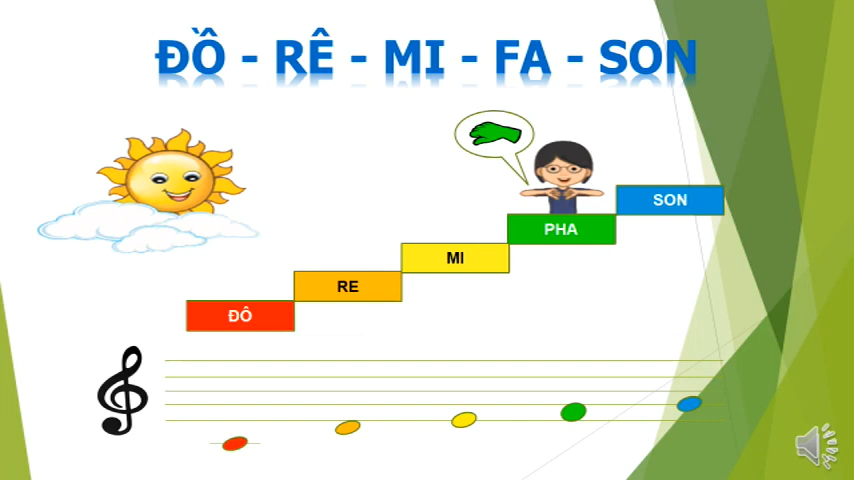 ĐỒ - RÊ - MI - FA - SON
SON
PHA
MI
RE
ĐÔ